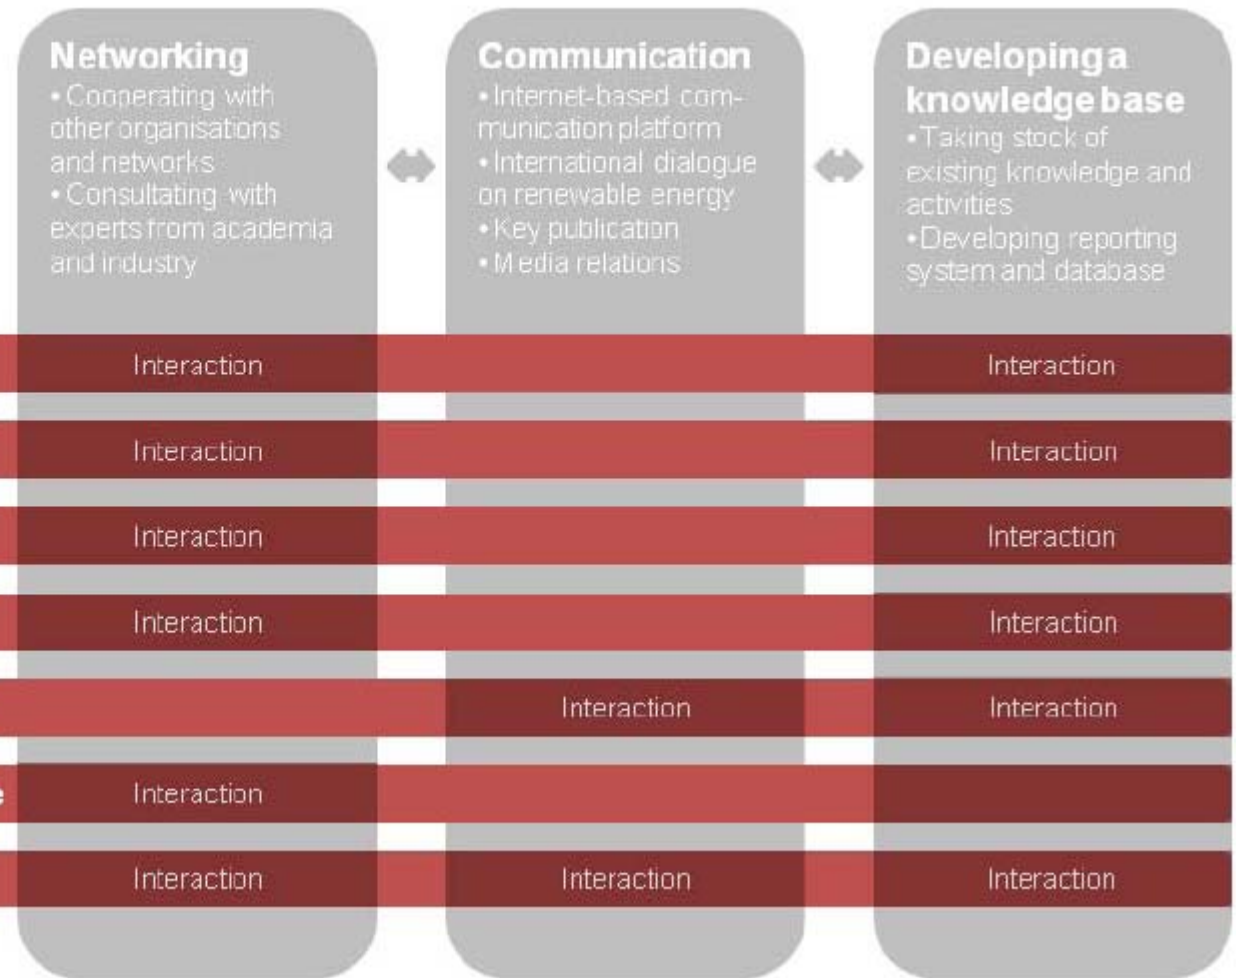 Networking
• Cooperating with
other organisations
and networks
• Consultating with
experts from academia
and industry
Communication
• Internet-based com-
munication platform
• International dialogue
on renewable energy
• Key publication
• Media relations
Developing a
knowledge base
• Taking stock of
existing knowledge and
activities
• Developing reporting
system and database
Interaction
Interaction
Interaction
Interaction
Interaction
Interaction
Interaction
Interaction
Interaction
Interaction
e
Interaction
Interaction
Interaction
Interaction